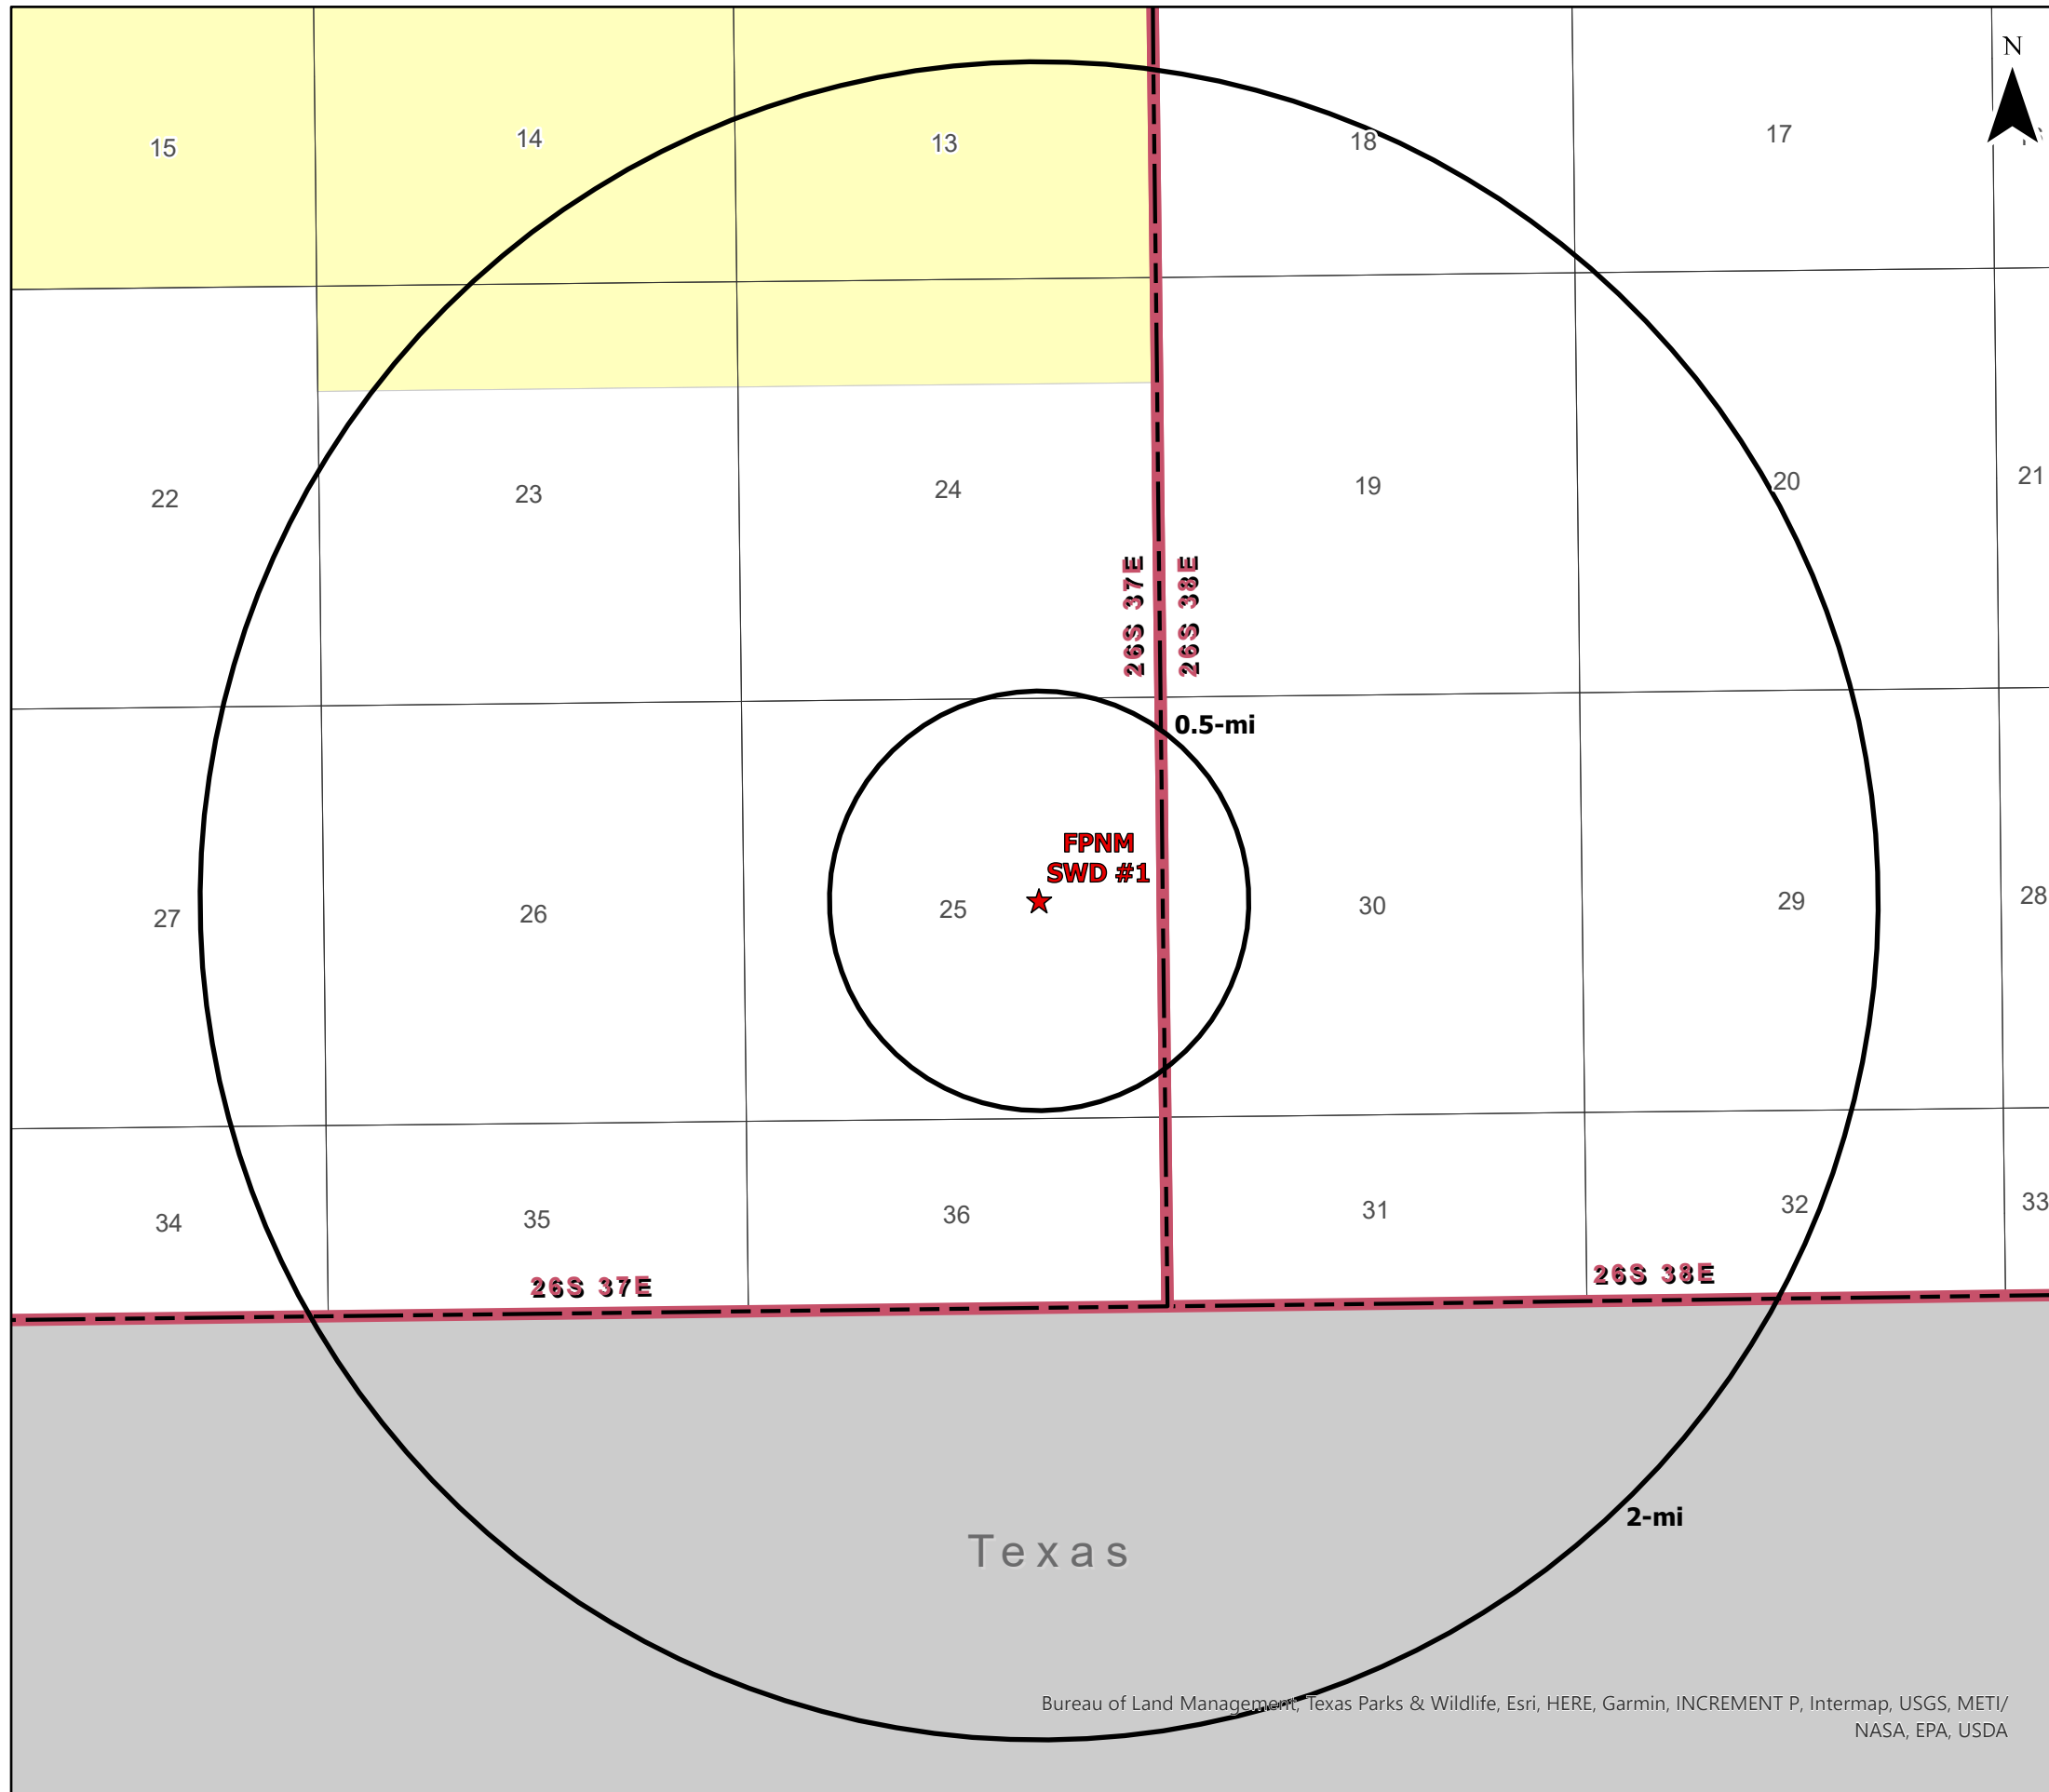 N
15
14
13
18
17
22
23
24
19
20
21
26S 37E
26S 38E
0.5-mi
FPNM
SWD #1
27
26
25
30
29
28
34
35
36
31
32
33
26S 37E
26S 38E
2-mi
Texas
Bureau of Land Management, Texas Parks & Wildlife, Esri, HERE, Garmin, INCREMENT P, Intermap, USGS, METI/
NASA, EPA, USDA